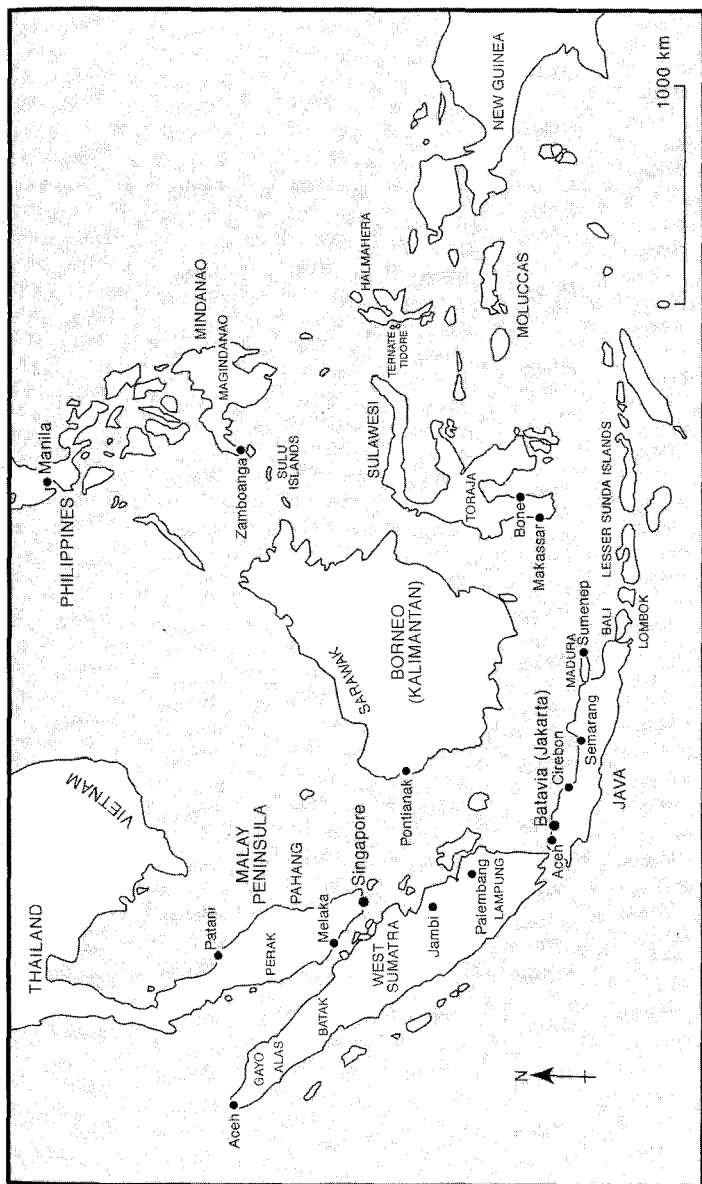 THAILAND
VIETNAM
Patani
MALAY
PENINSULA
PERAK
PAHANG
Melaka
Singapore
Aceh
GAYO
ALAS
BATAK
WEST
SUMATRA
Jambi
Palembang
LAMPUNG
N
Aceh
Batavia (Jakarta)
Cirebon
Semarang
JAVA
MADURA
Sumenep
BALI
LOMBOK
LESSER SUNDA ISLANDS
Pontianak
SARAWAK
BORNEO
(KALIMANTAN)
PHILIPPINES
Manila
Zamboanga
SULU
ISLANDS
MINDANAO
MAGINDANAO
SULAWESI
TORAJA
Bone
Makassar
HALMAHERA
TERNATE
TIDORE
MOLUCCAS
NEW GUINEA
0 1000 km